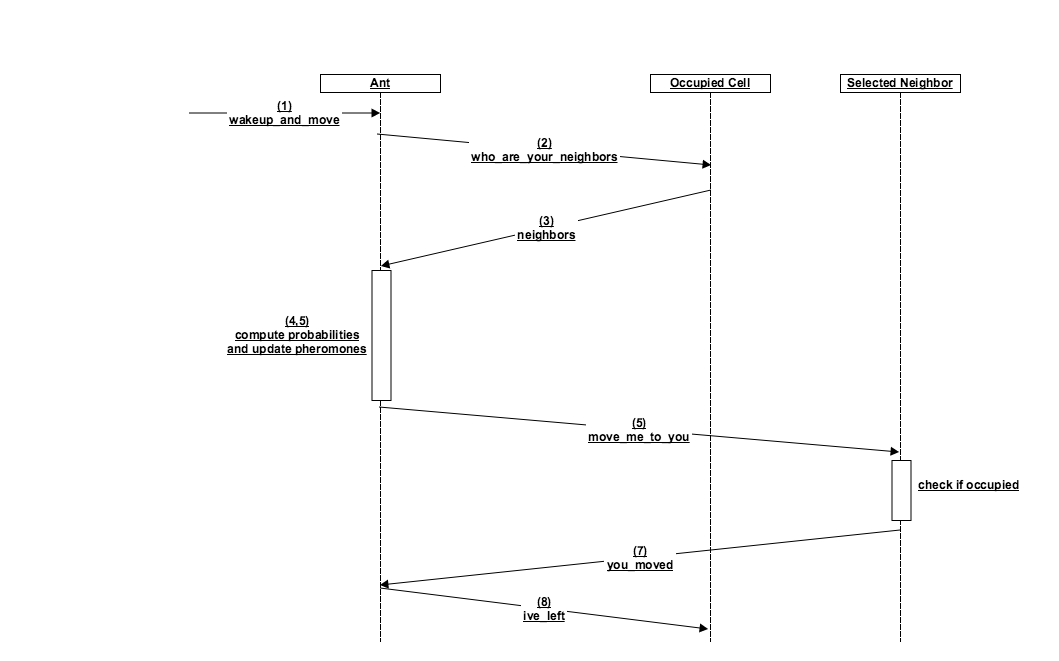 Ant
Occupied Cell
Selected Neighbor
(1)
wakeup_and_move
(2)
who_are_your_neighbors
(3)
neighbors
(4,5)
compute probabilities
and update pheromones
(5)
move_me_to_you
check if occupied
(7)
you_moved
(8)
ive_left